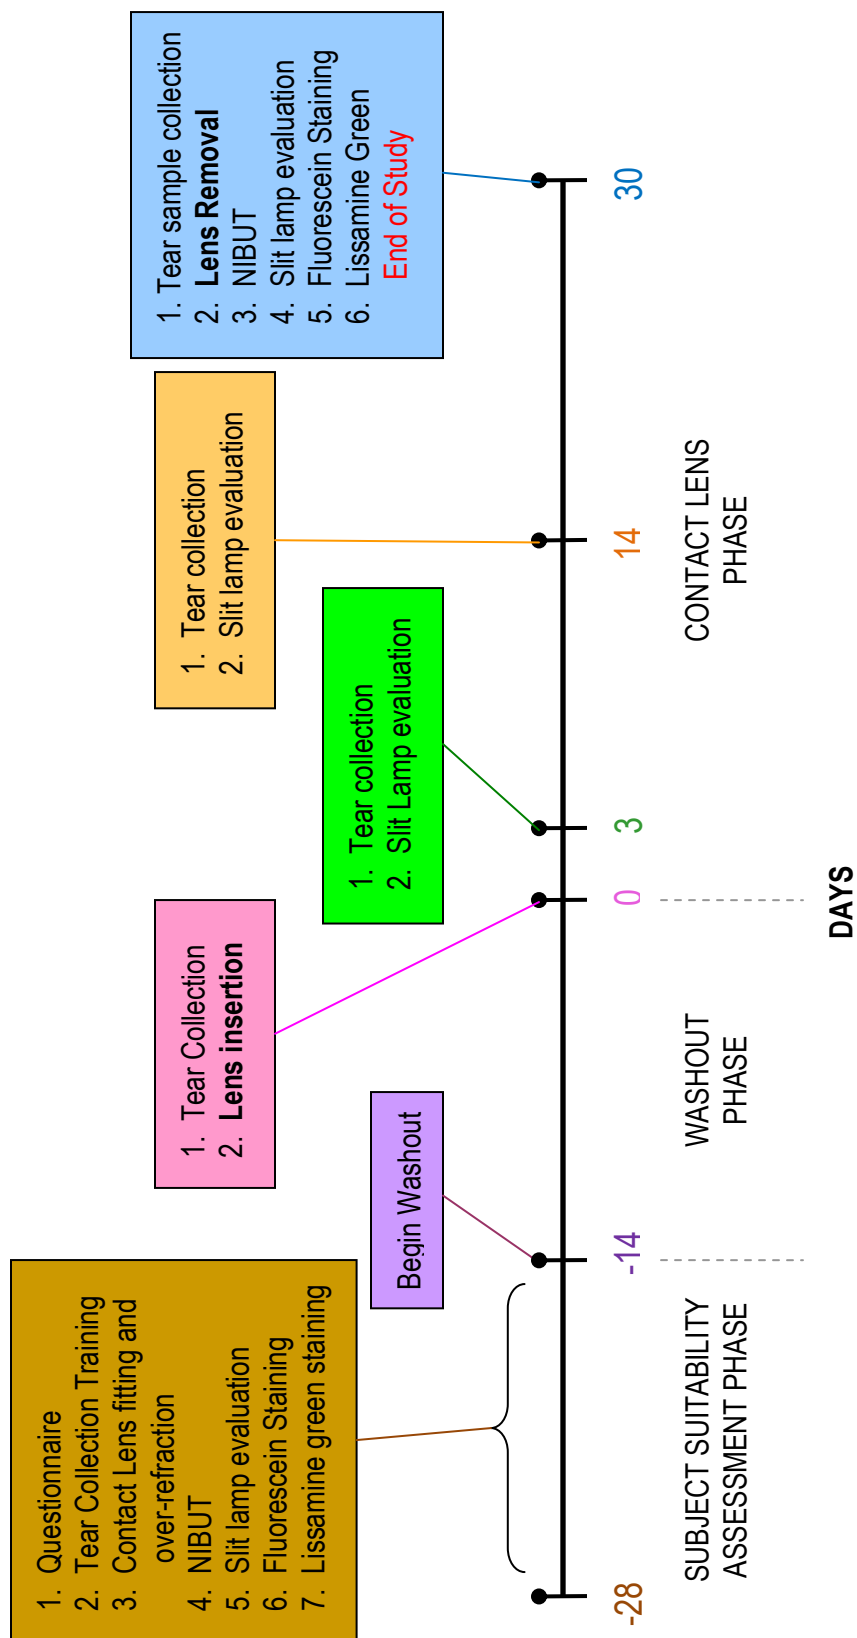 1. Questionnaire
2. Tear Collection Training
3. Contact Lens fitting and
over-refraction
4. NIBUT
5. Slit lamp evaluation
6. Fluorescein Staining
7. Lissamine green staining
Begin Washout
1. Tear Collection
2. Lens insertion
1. Tear collection
2. Slit Lamp evaluation
1. Tear collection
2. Slit lamp evaluation
1. Tear sample collection
2. Lens Removal
3. NIBUT
4. Slit lamp evaluation
5. Fluorescein Staining
6. Lissamine Green
End of Study
-28
-14
0
3
14
30
SUBJECT SUITABILITY
ASSESSMENT PHASE
WASHOUT
PHASE
CONTACT LENS
PHASE
DAYS